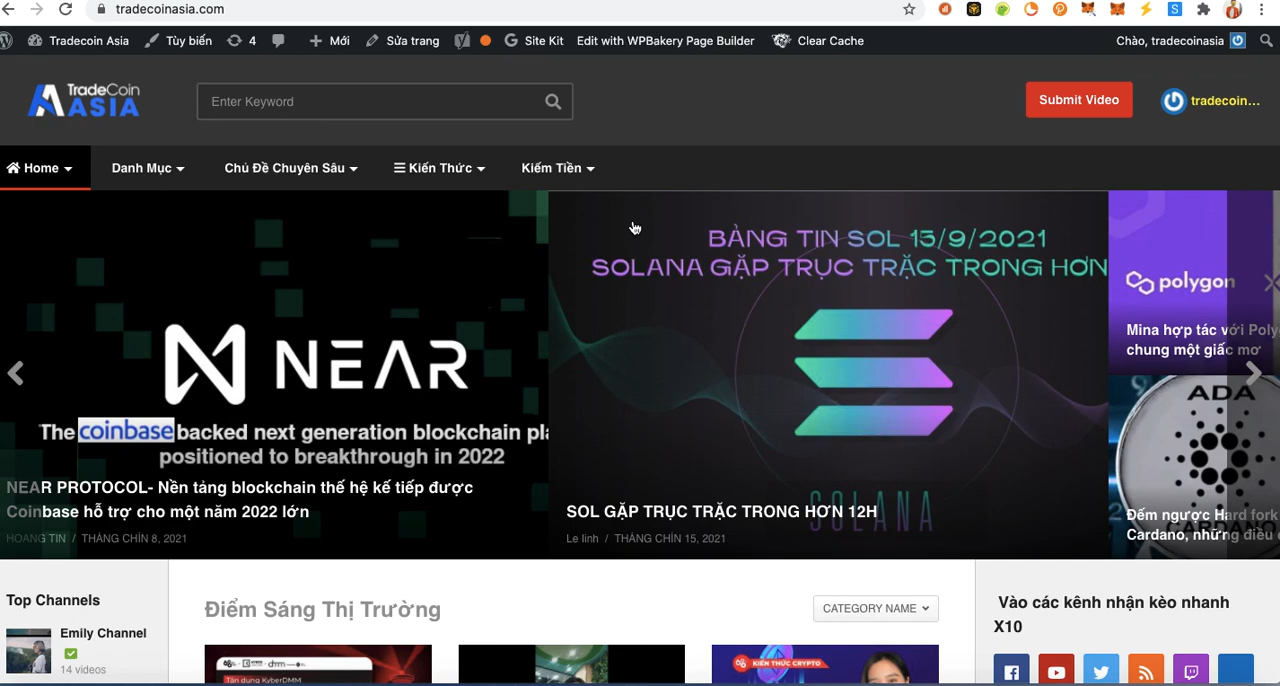 tradecoinasia.com
Tradecoin Asia Tùy biến 4 Mới Sửa trang Site Kit Edit with WPBakery Page Builder Clear Cache Chào, tradecoinasia
TradeCoin
ASIA
Enter Keyword
Submit Video
tradecoin...
Home Danh Mục Chủ Đề Chuyên Sâu Kiến Thức Kiếm Tiền
NEAR
The coinbase backed next generation blockchain
positioned to breakthrough in 2022
NEAR PROTOCOL- Nền tảng blockchain thế hệ kế tiếp được
Coinbase hỗ trợ cho một năm 2022 lớn
HOANG TIN / THÁNG CHÍN 8, 2021
BẢNG TIN SOL 15/9/2021
SOLANA GẶP TRỤC TRẶC TRONG HƠN
SOLANA
SOL GẶP TRỤC TRẶC TRONG HƠN 12H
Le linh / THÁNG CHÍN 15, 2021
polygon
Mina hợp tác với
chung một giấc mơ
ADA
CARDANO
Đếm ngược Hard fork
Cardano, những điều
Top Channels
Emily Channel
14 videos
Điểm Sáng Thị Trường
CATEGORY NAME
KIẾN THỨC CRYPTO
Tận dụng KyberDMM
Vào các kênh nhận kèo nhanh
X10